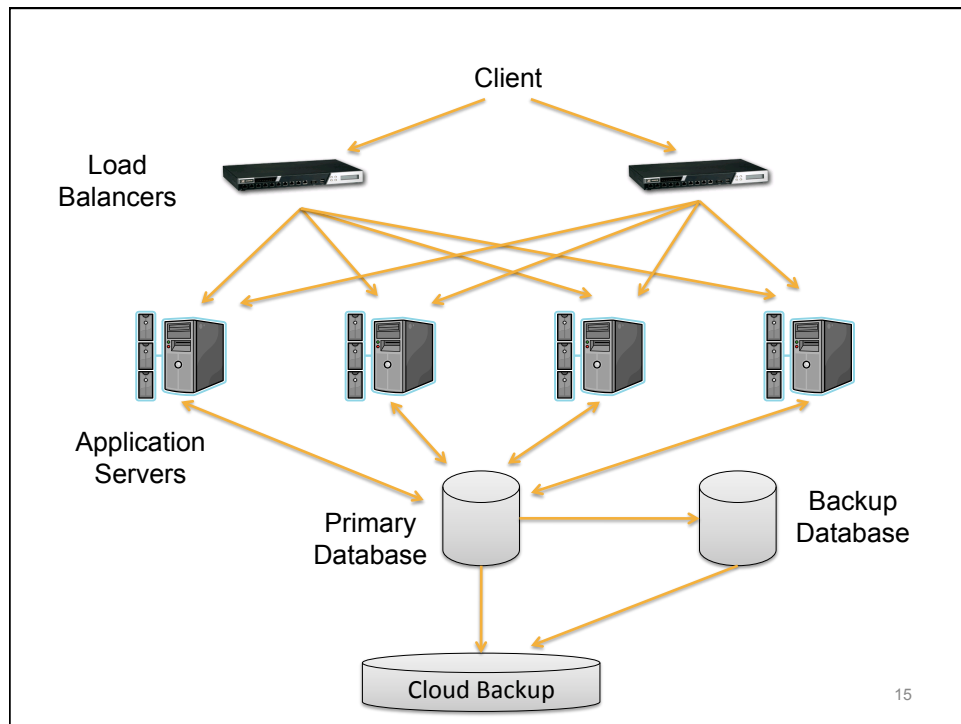 Client
Load
Balancers
Application
Servers
Primary
Database
Backup
Database
Cloud Backup
15